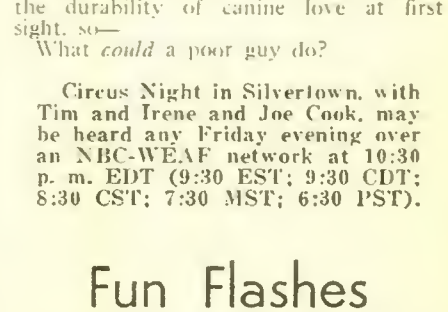 the durability of canine love at first
sight. so—
What could a poor guy do?
Circus Night in Silvertown, with
Tim and Irene and Joe Cook, may
be heard any Friday evening over
an NBC-WEAF network at 10:30
p. m. EDT (9:30 EST; 9:30 CDT;
8:30 CST; 7:30 MST; 6:30 PST).
Fun Flashes